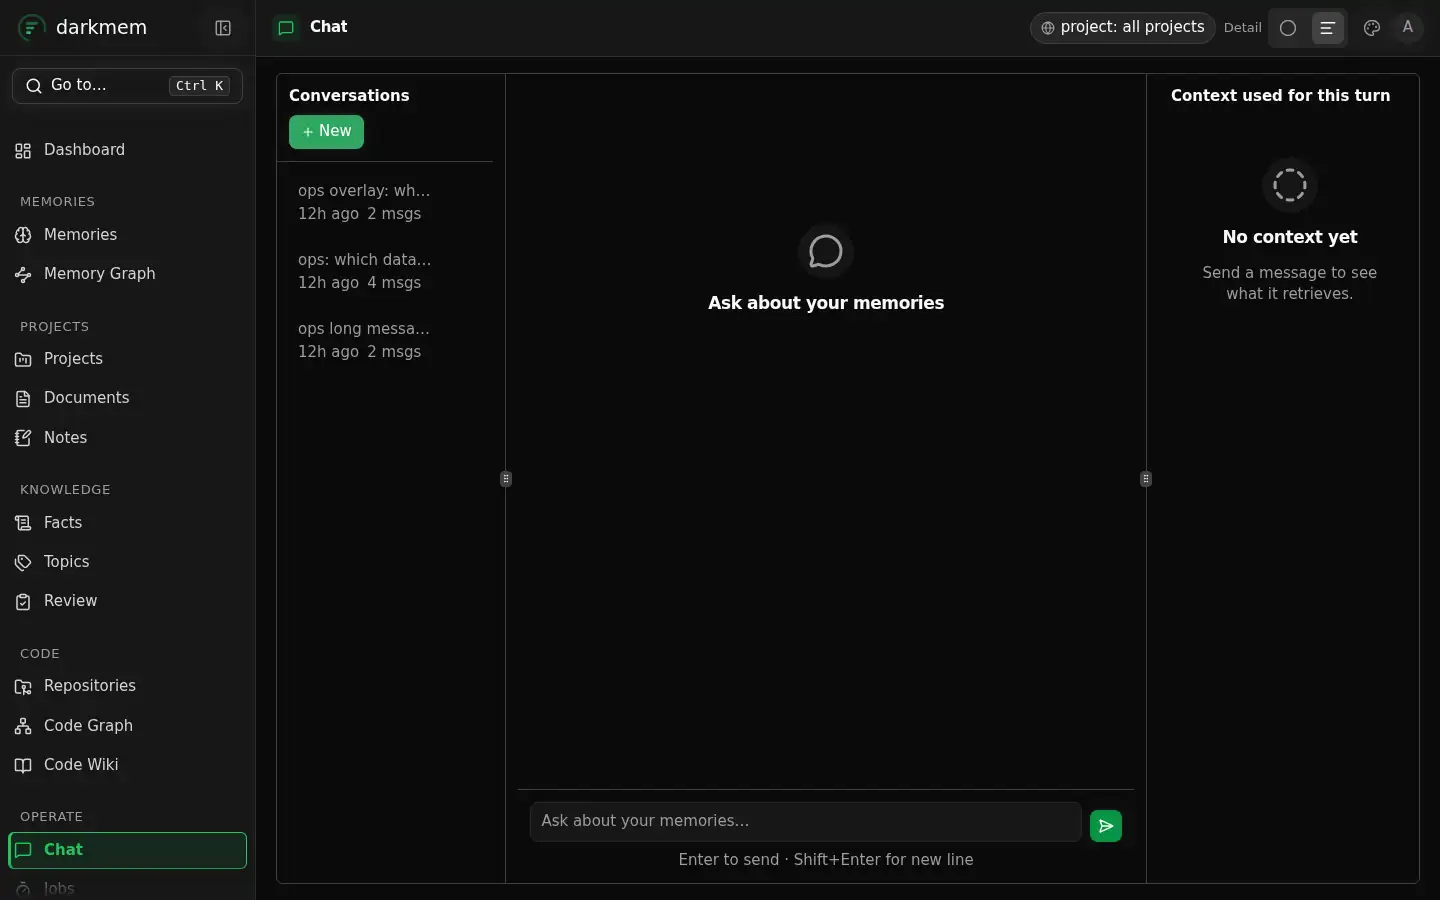 darkmem
Go to...
Ctrl K
Dashboard
MEMORIES
Memories
Memory Graph
PROJECTS
Projects
Documents
Notes
KNOWLEDGE
Facts
Topics
Review
CODE
Repositories
Code Graph
Code Wiki
OPERATE
Chat
Jobs
Chat
project: all projects
Detail
A
Conversations
+ New
ops overlay: wh...
12h ago 2 msgs
ops: which data...
12h ago 4 msgs
ops long messa...
12h ago 2 msgs
Ask about your memories
Ask about your memories...
Enter to send · Shift+Enter for new line
Context used for this turn
No context yet
Send a message to see
what it retrieves.